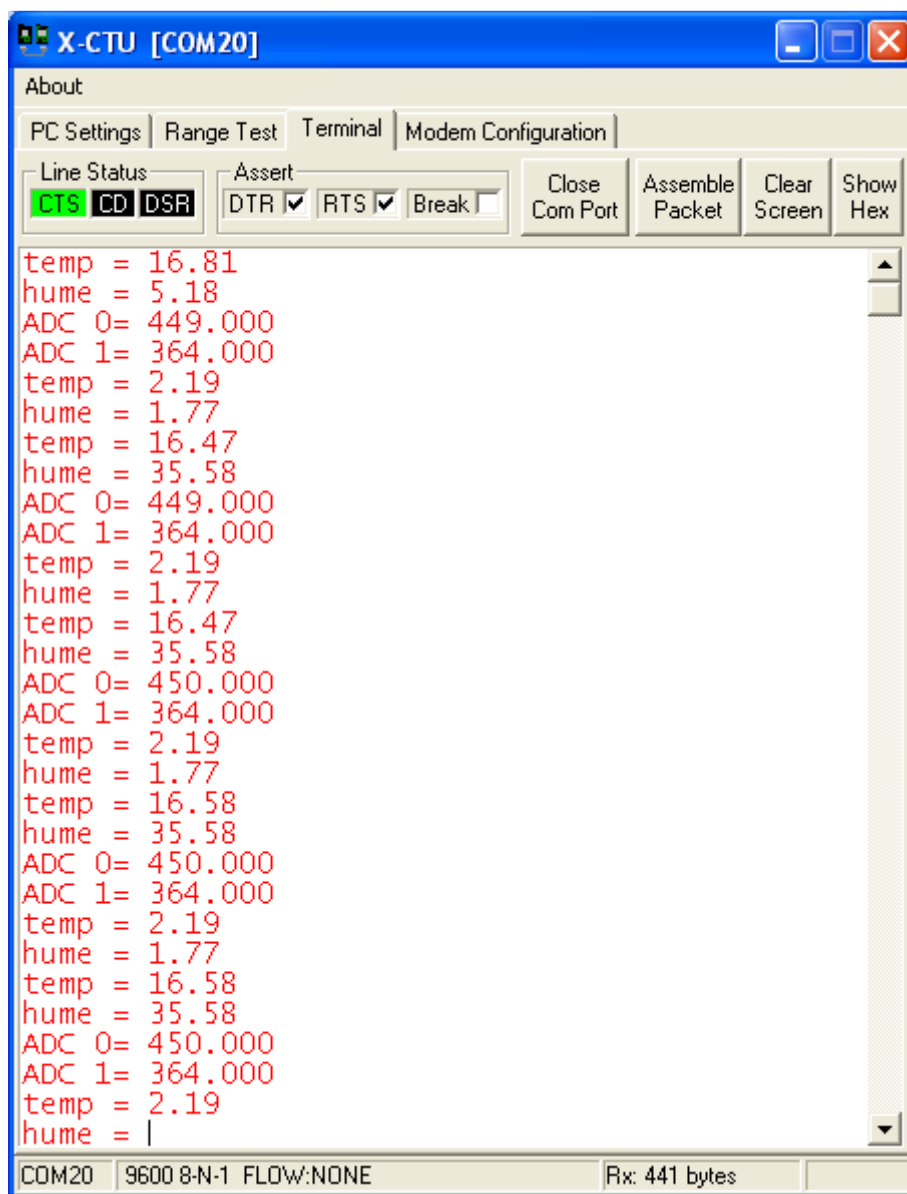 X-CTU [COM20]
About
PC Settings Range Test Terminal Modem Configuration
Line Status Assert
CTS CD DSR DTR RTS Break
Close Com Port Assemble Packet Clear Screen Show Hex
temp = 16.81
hume = 5.18
ADC 0= 449.000
ADC 1= 364.000
temp = 2.19
hume = 1.77
temp = 16.47
hume = 35.58
ADC 0= 449.000
ADC 1= 364.000
temp = 2.19
hume = 1.77
temp = 16.47
hume = 35.58
ADC 0= 450.000
ADC 1= 364.000
temp = 2.19
hume = 1.77
temp = 16.58
hume = 35.58
ADC 0= 450.000
ADC 1= 364.000
temp = 2.19
hume = 1.77
temp = 16.58
hume = 35.58
ADC 0= 450.000
ADC 1= 364.000
temp = 2.19
hume =
COM20 9600 8-N-1 FLOW:NONE Rx: 441 bytes